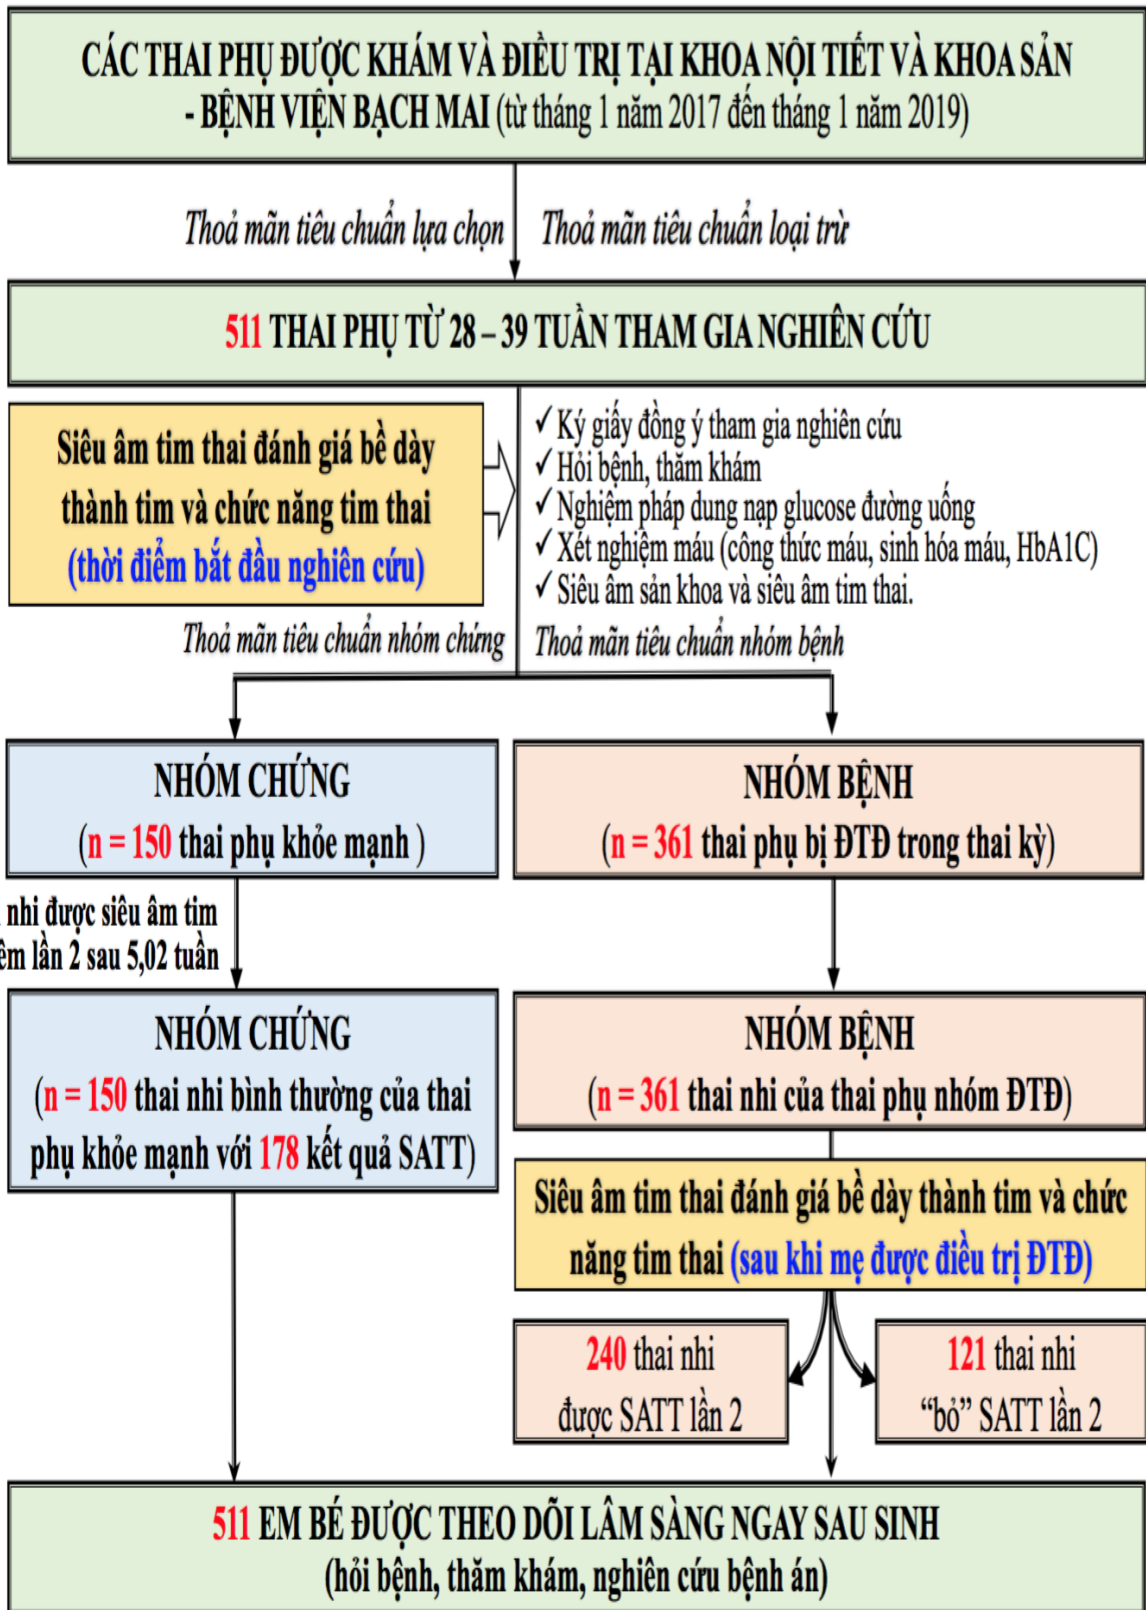 CÁC THAI PHỤ ĐƯỢC KHÁM VÀ ĐIỀU TRỊ TẠI KHOA NỘI TIẾT VÀ KHOA SẢN
- BỆNH VIỆN BẠCH MAI (từ tháng 1 năm 2017 đến tháng 1 năm 2019)
Thoả mãn tiêu chuẩn lựa chọn
Thoả mãn tiêu chuẩn loại trừ
511 THAI PHỤ TỪ 28 – 39 TUẦN THAM GIA NGHIÊN CỨU
Siêu âm tim thai đánh giá bề dày
thành tim và chức năng tim thai
(thời điểm bắt đầu nghiên cứu)
✓ Ký giấy đồng ý tham gia nghiên cứu
✓ Hỏi bệnh, thăm khám
✓ Nghiệm pháp dung nạp glucose đường uống
✓ Xét nghiệm máu (công thức máu, sinh hóa máu, HbA1C)
✓ Siêu âm sản khoa và siêu âm tim thai.
Thoả mãn tiêu chuẩn nhóm chứng
Thoả mãn tiêu chuẩn nhóm bệnh
NHÓM CHỨNG
(n = 150 thai phụ khỏe mạnh )
NHÓM BỆNH
(n = 361 thai phụ bị ĐTĐ trong thai kỳ)
nhi được siêu âm tim
lần 2 sau 5,02 tuần
NHÓM CHỨNG
(n = 150 thai nhi bình thường của thai
phụ khỏe mạnh với 178 kết quả SATT)
NHÓM BỆNH
(n = 361 thai nhi của thai phụ nhóm ĐTĐ)
Siêu âm tim thai đánh giá bề dày thành tim và chức
năng tim thai (sau khi mẹ được điều trị ĐTĐ)
240 thai nhi
được SATT lần 2
121 thai nhi
“bỏ” SATT lần 2
511 EM BÉ ĐƯỢC THEO DÕI LÂM SÀNG NGAY SAU SINH
(hỏi bệnh, thăm khám, nghiên cứu bệnh án)